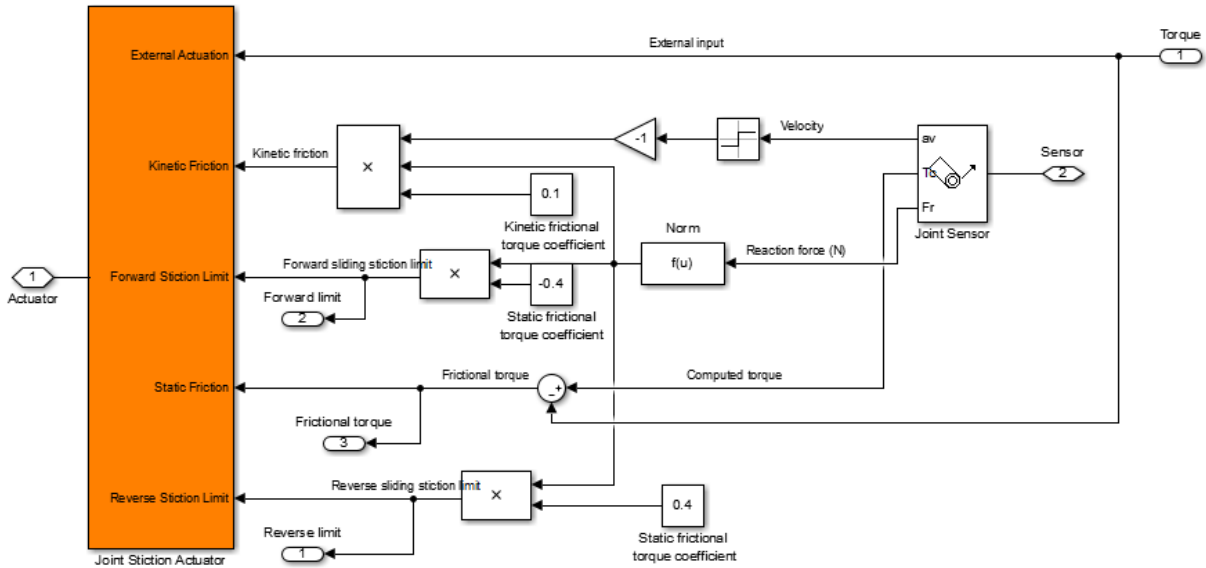 External Actuation
External input
Torque
1
Kinetic Friction
Kinetic friction
×
-1
Velocity
av
Tc
Fr
Joint Sensor
Sensor
2
0.1
Kinetic frictional
torque coefficient
Norm
f(u)
Reaction force (N)
1
Actuator
Forward Stiction Limit
Forward sliding stiction limit
×
-0.4
Static frictional
torque coefficient
Forward limit
2
Static Friction
Frictional torque
+
-
Computed torque
Frictional torque
3
Reverse Stiction Limit
Reverse sliding stiction limit
×
0.4
Static frictional
torque coefficient
Reverse limit
1
Joint Stiction Actuator